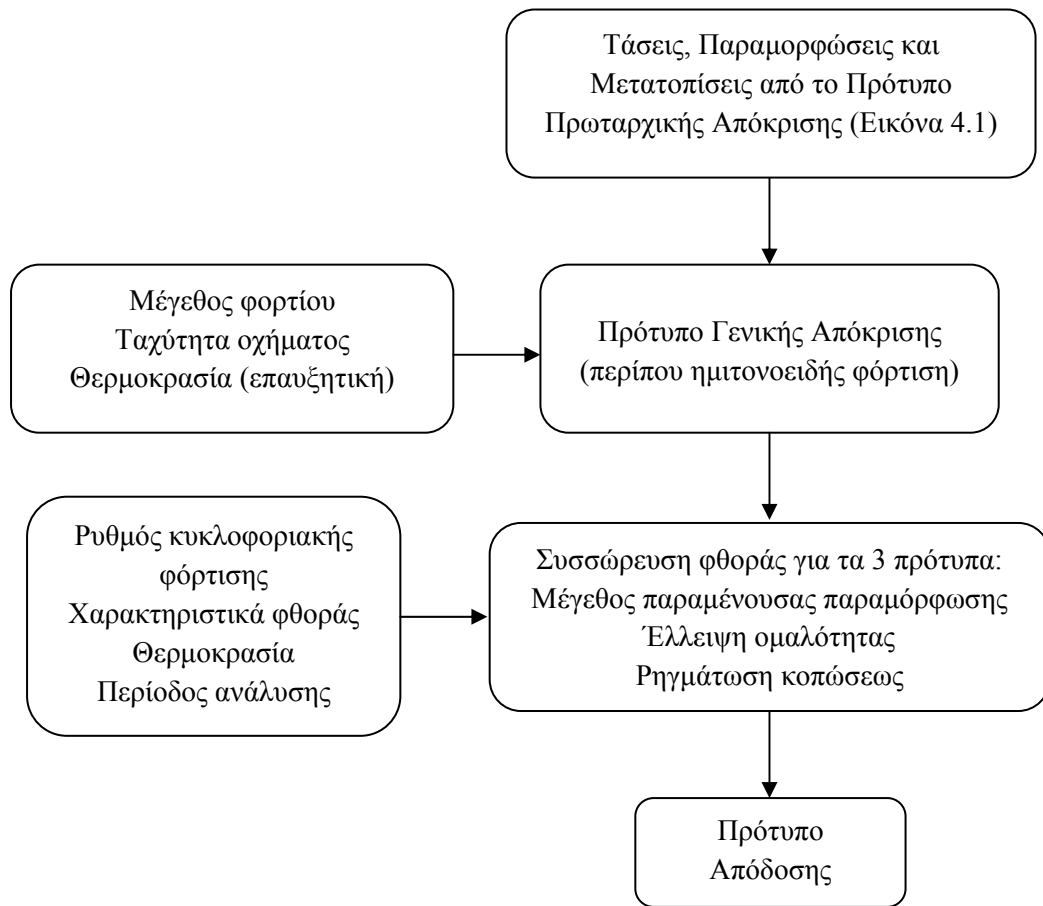 Τάσεις, Παραμορφώσεις και
Μετατοπίσεις από το Πρότυπο
Πρωταρχικής Απόκρισης (Εικόνα 4.1)
Μέγεθος φορτίου
Ταχύτητα οχήματος
Θερμοκρασία (επαυξητική)
Πρότυπο Γενικής Απόκρισης
(περίπου ημιτονοειδής φόρτιση)
Ρυθμός κυκλοφοριακής
φόρτισης
Χαρακτηριστικά φθοράς
Θερμοκρασία
Περίοδος ανάλυσης
Συσσώρευση φθοράς για τα 3 πρότυπα:
Μέγεθος παραμένουσας παραμόρφωσης
Έλλειψη ομαλότητας
Ρηγμάτωση κοπώσεως
Πρότυπο
Απόδοσης